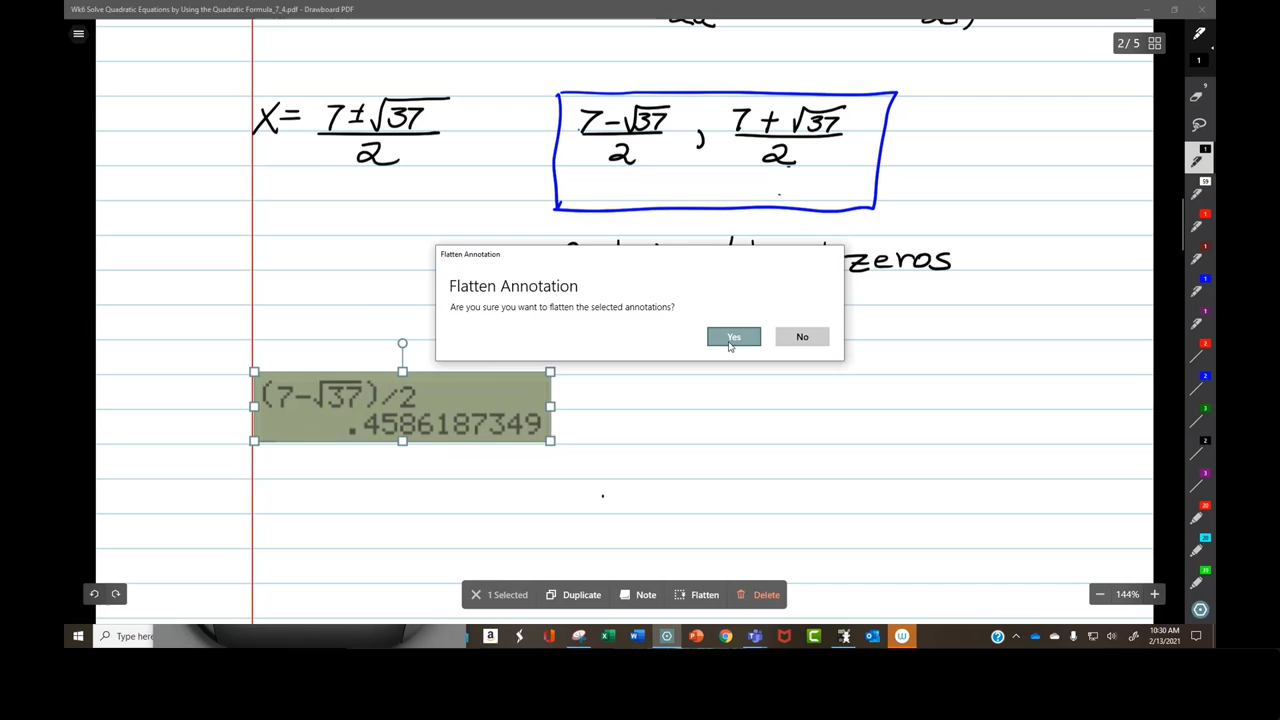 Wk6 Solve Quadratic Equations by Using the Quadratic Formula_7_4.pdf - Drawboard PDF
2 / 5
X= 7±√37 / 2
7-√37 / 2 , 7+√37 / 2
zeros
Flatten Annotation
Flatten Annotation
Are you sure you want to flatten the selected annotations?
Yes No
(7-√37)/2
.4586187349
1 Selected Duplicate Note Flatten Delete
144%
Type here
10:30 AM
2/13/2021